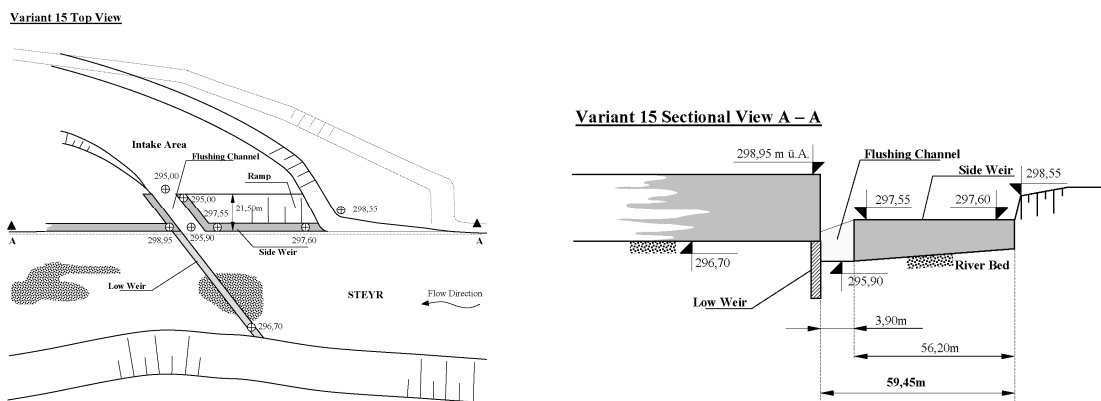 Variant 15 Top View
Intake Area
Flushing Channel
295,00
295,00
Ramp
21,50m
297,55
298,55
A
A
298,95
295,90
297,60
Side Weir
Low Weir
STEYR
Flow Direction
296,70
Variant 15 Sectional View A – A
298,95 m ü.A.
Flushing Channel
Side Weir
298,55
297,55
297,60
296,70
295,90
River Bed
Low Weir
3,90m
56,20m
59,45m